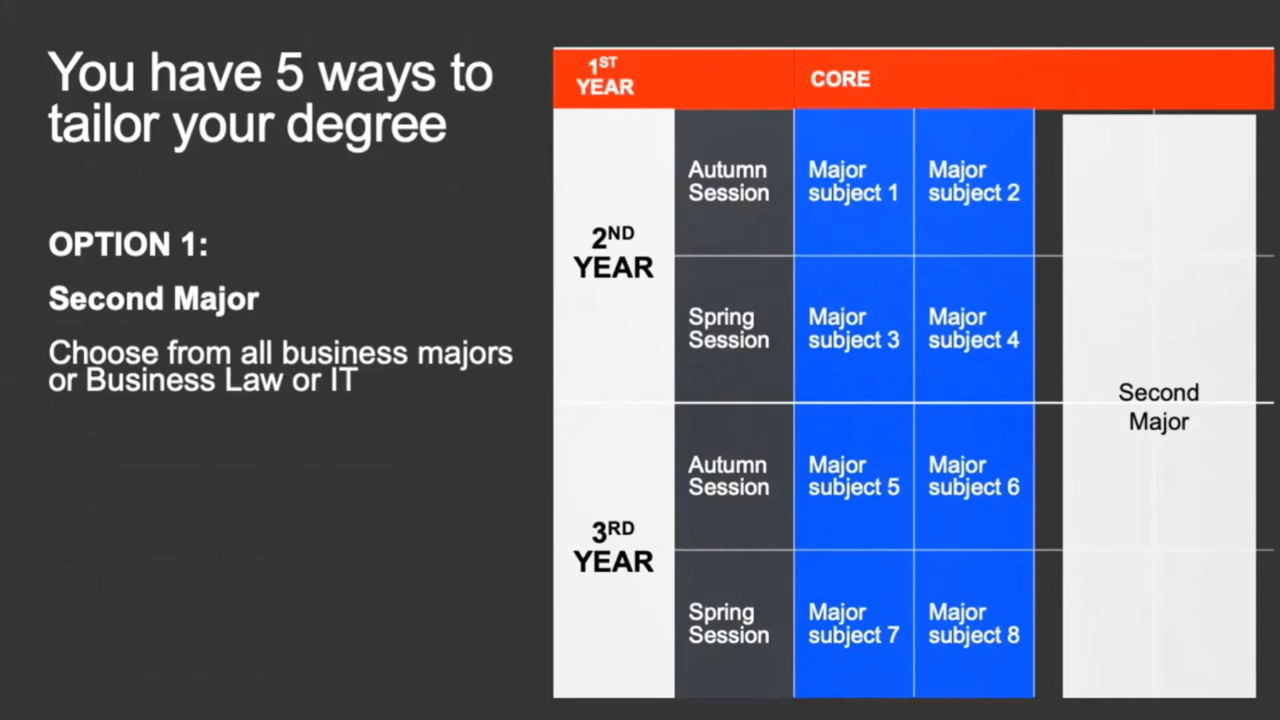 You have 5 ways to
tailor your degree
OPTION 1:
Second Major
Choose from all business majors
or Business Law or IT
1ST
YEAR
CORE
2ND
YEAR
Autumn
Session
Major
subject 1
Major
subject 2
Spring
Session
Major
subject 3
Major
subject 4
3RD
YEAR
Autumn
Session
Major
subject 5
Major
subject 6
Spring
Session
Major
subject 7
Major
subject 8
Second
Major